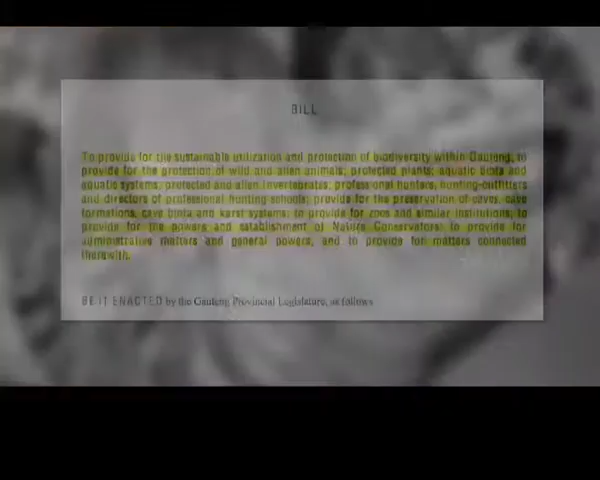 BILL
To provide for the sustainable utilization and protection of biodiversity within Gauteng; to
provide for the protection of wild and alien animals; protected plants; aquatic biota and
aquatic systems; protected and alien invertebrates; professional hunters, hunting-outfitters
and directors of professional hunting schools; provide for the preservation of caves, cave
formations, cave biota and karst systems; to provide for zoos and similar institutions; to
provide for the powers and establishment of Nature Conservators; to provide for
administrative matters and general powers; and to provide for matters connected
therewith.
BE IT ENACTED by the Gauteng Provincial Legislature, as follows